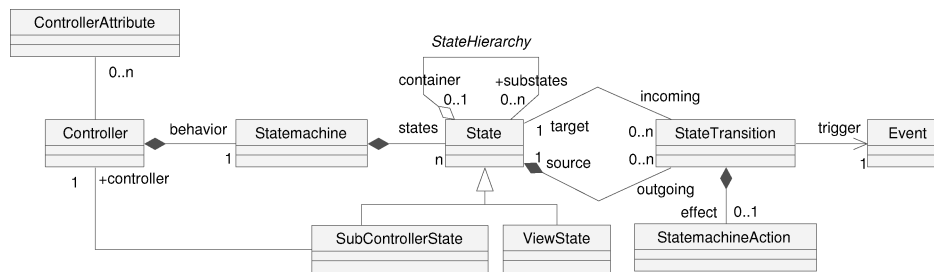 ControllerAttribute
StateHierarchy
0..n
container
+substates
0..1
0..n
incoming
Controller
behavior
Statemachine
states
State
1 target
0..n
StateTransition
trigger
Event
1
n
1
source
0..n
1
1
+controller
outgoing
effect
0..1
SubControllerState
ViewState
StatemachineAction